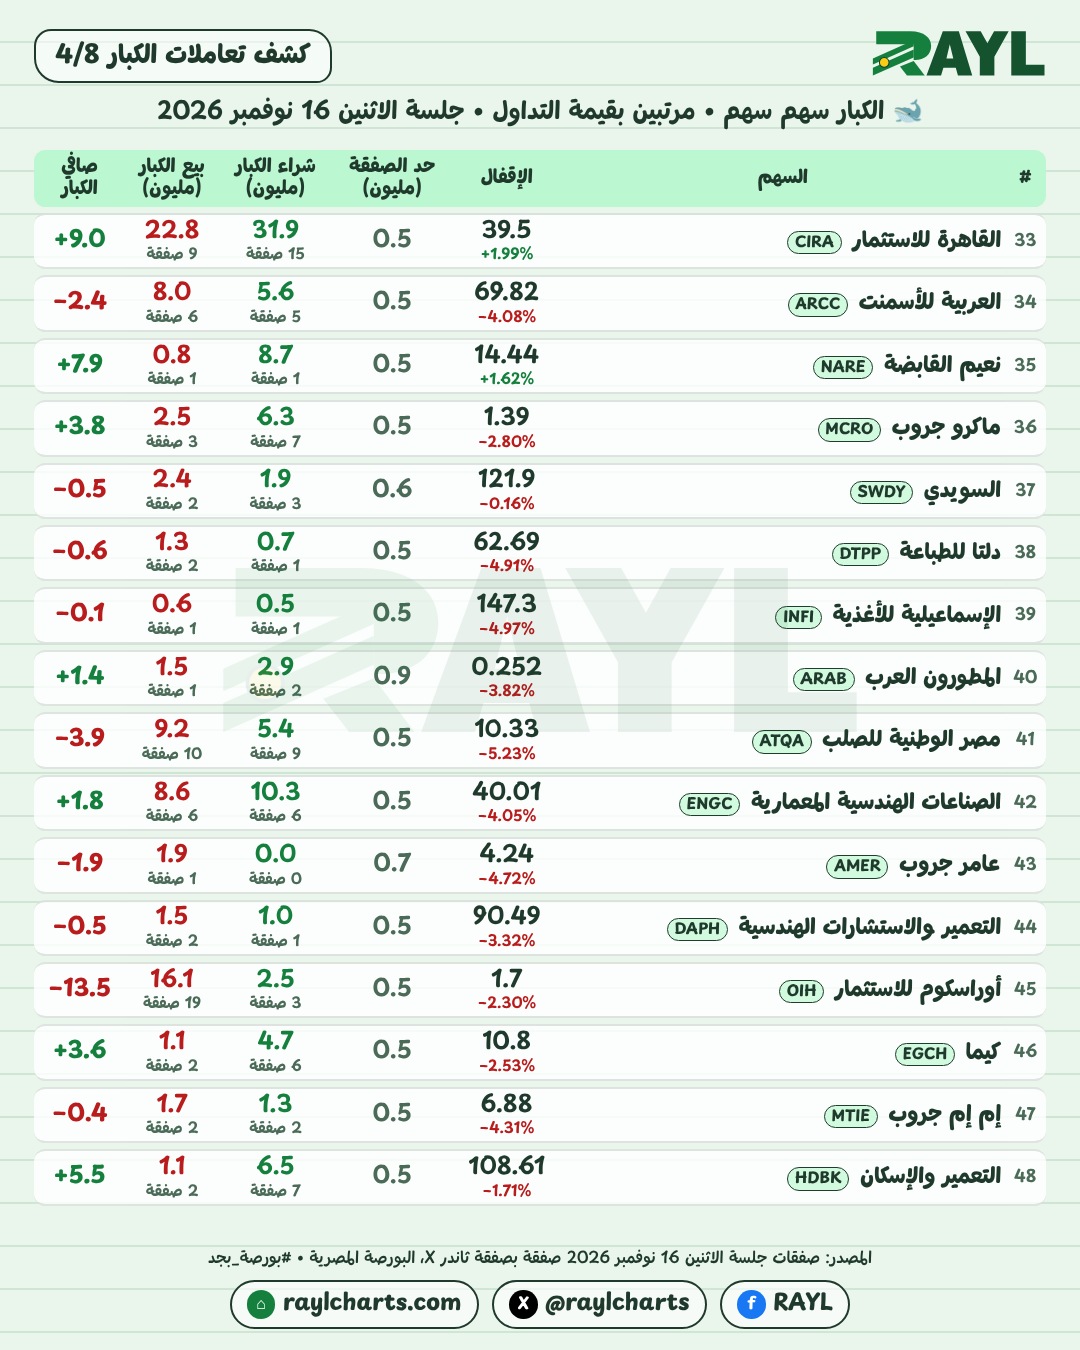 RAYL
كشف تعاملات الكبار 4/8
🐋 الكبار سهم سهم • مرتبين بقيمة التداول • جلسة الاثنين 16 نوفمبر 2026
# السهم الإقفال حد الصفقة (مليون) شراء الكبار (مليون) بيع الكبار (مليون) صافي الكبار
33 القاهرة للاستثمار CIRA 39.5 0.5 31.9 22.8 +9.0
+1.99% 15 صفقة 9 صفقة
34 العربية للأسمنت ARCC 69.82 0.5 5.6 8.0 −2.4
−4.08% 5 صفقة 6 صفقة
35 نعيم القابضة NARE 14.44 0.5 8.7 0.8 +7.9
+1.62% 1 صفقة 1 صفقة
36 ماكرو جروب MCRO 1.39 0.5 6.3 2.5 +3.8
−2.80% 7 صفقة 3 صفقة
37 السويدي SWDY 121.9 0.6 1.9 2.4 −0.5
−0.16% 3 صفقة 2 صفقة
38 دلتا للطباعة DTPP 62.69 0.5 0.7 1.3 −0.6
−4.91% 1 صفقة 2 صفقة
39 الإسماعيلية للأغذية INFI 147.3 0.5 0.5 0.6 −0.1
−4.97% 1 صفقة 1 صفقة
40 المطورون العرب ARAB 0.252 0.9 2.9 1.5 +1.4
−3.82% 2 صفقة 1 صفقة
41 مصر الوطنية للصلب ATQA 10.33 0.5 5.4 9.2 −3.9
−5.23% 9 صفقة 10 صفقة
42 الصناعات الهندسية المعمارية ENGC 40.01 0.5 10.3 8.6 +1.8
−4.05% 6 صفقة 6 صفقة
43 عامر جروب AMER 4.24 0.7 0.0 1.9 −1.9
−4.72% 0 صفقة 1 صفقة
44 التعمير والاستشارات الهندسية DAPH 90.49 0.5 1.0 1.5 −0.5
−3.32% 1 صفقة 2 صفقة
45 أوراسكوم للاستثمار OIH 1.7 0.5 2.5 16.1 −13.5
−2.30% 3 صفقة 19 صفقة
46 كيما EGCH 10.8 0.5 4.7 1.1 +3.6
−2.53% 6 صفقة 2 صفقة
47 إم إم جروب MTIE 6.88 0.5 1.3 1.7 −0.4
−4.31% 2 صفقة 2 صفقة
48 التعمير والإسكان HDBK 108.61 0.5 6.5 1.1 +5.5
−1.71% 7 صفقة 2 صفقة
المصدر: صفقات جلسة الاثنين 16 نوفمبر 2026 صفقة بصفقة ثاندر X، البورصة المصرية • #بورصة_بجد
RAYL
@raylcharts
raylcharts.com